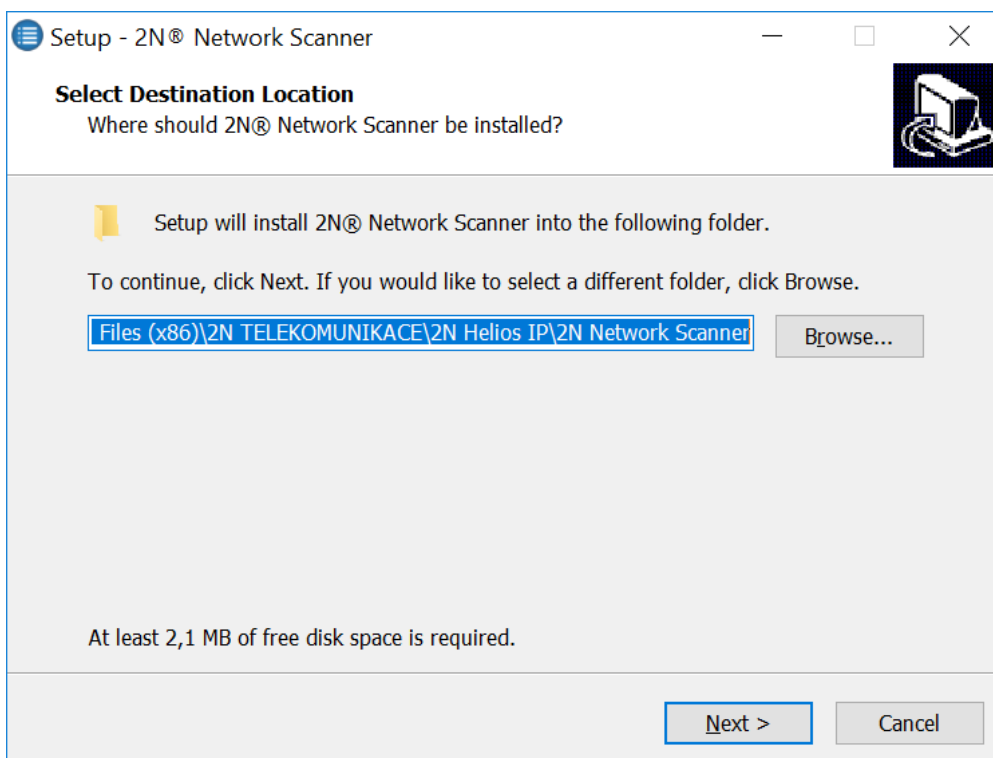 Setup - 2N® Network Scanner
Select Destination Location
Where should 2N® Network Scanner be installed?
Setup will install 2N® Network Scanner into the following folder.
To continue, click Next. If you would like to select a different folder, click Browse.
Files (x86)\2N TELEKOMUNIKACE\2N Helios IP\2N Network Scanner
Browse...
At least 2,1 MB of free disk space is required.
Next >
Cancel